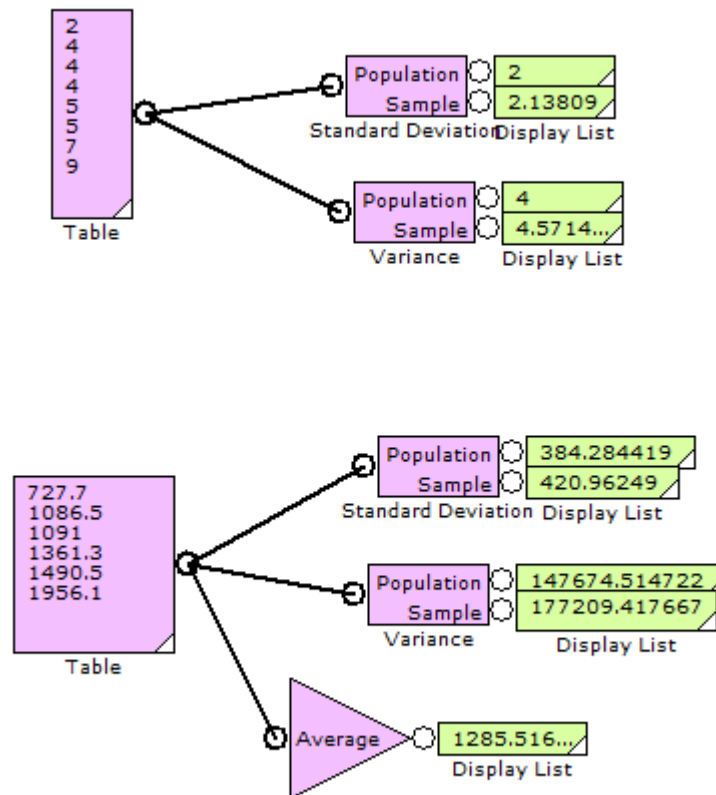 2
4
4
4
5
5
7
9
Table
Population
2
Sample
2.13809
Standard Deviation
Display List
Population
4
Sample
4.5714...
Variance
Display List
727.7
1086.5
1091
1361.3
1490.5
1956.1
Table
Population
384.284419
Sample
420.96249
Standard Deviation
Display List
Population
147674.514722
Sample
177209.417667
Variance
Display List
Average
1285.516...
Display List